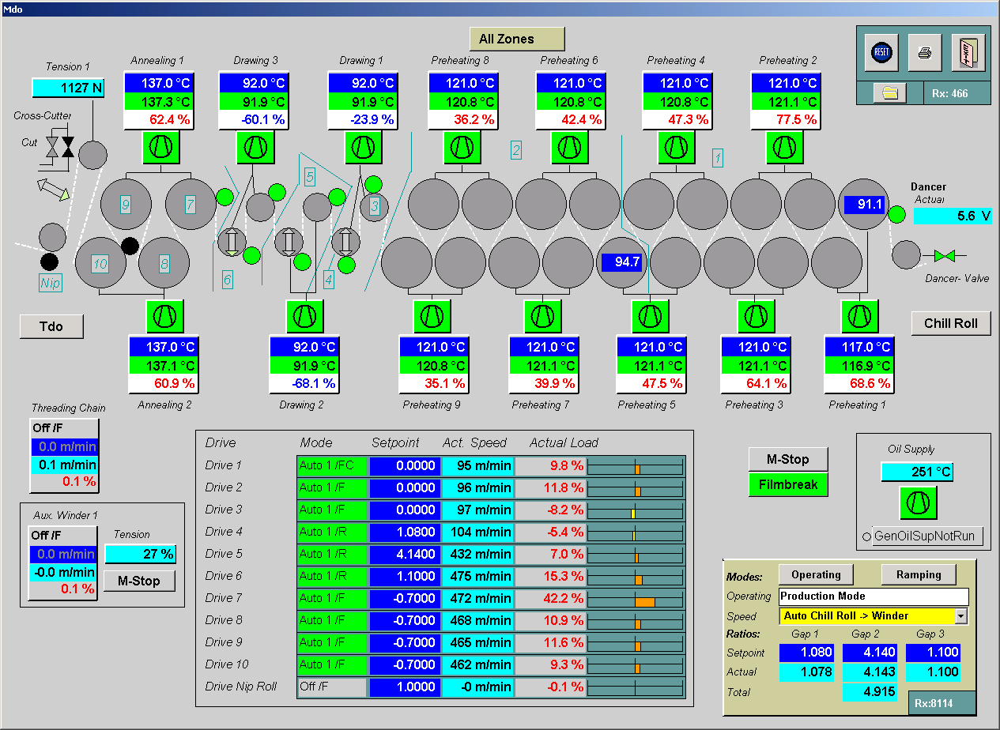 Mdo
All Zones
Tension 1
Annealing 1
Drawing 3
Drawing 1
Preheating 8
Preheating 6
Preheating 4
Preheating 2
RESET
EXIT
1127 N
137.0 °C
92.0 °C
92.0 °C
121.0 °C
121.0 °C
121.0 °C
121.0 °C
137.3 °C
91.9 °C
91.9 °C
120.8 °C
120.8 °C
120.8 °C
121.1 °C
Rx: 466
62.4 %
-60.1 %
-23.9 %
36.2 %
42.4 %
47.3 %
77.5 %
Cross-Cutter
Cut
2
1
5
9
7
3
91.1
Dancer
Actual
5.6 V
10
8
94.7
Nip
6
4
Dancer- Valve
Tdo
Chill Roll
137.0 °C
92.0 °C
121.0 °C
121.0 °C
121.0 °C
121.0 °C
117.0 °C
137.1 °C
91.9 °C
120.8 °C
121.1 °C
121.1 °C
121.1 °C
116.9 °C
60.9 %
-68.1 %
35.1 %
39.9 %
47.5 %
64.1 %
68.6 %
Annealing 2
Drawing 2
Preheating 9
Preheating 7
Preheating 5
Preheating 3
Preheating 1
Threading Chain
Off /F
0.0 m/min
0.1 m/min
0.1 %
Aux. Winder 1
Off /F
0.0 m/min
-0.0 m/min
0.1 %
Tension
27 %
M-Stop
Drive Mode Setpoint Act. Speed Actual Load
Drive 1 Auto 1 /FC 0.0000 95 m/min 9.8 %
Drive 2 Auto 1 /F 0.0000 96 m/min 11.8 %
Drive 3 Auto 1 /F 0.0000 97 m/min -8.2 %
Drive 4 Auto 1 /R 1.0800 104 m/min -5.4 %
Drive 5 Auto 1 /R 4.1400 432 m/min 7.0 %
Drive 6 Auto 1 /R 1.1000 475 m/min 15.3 %
Drive 7 Auto 1 /F -0.7000 472 m/min 42.2 %
Drive 8 Auto 1 /F -0.7000 468 m/min 10.9 %
Drive 9 Auto 1 /F -0.7000 465 m/min 11.6 %
Drive 10 Auto 1 /F -0.7000 462 m/min 9.3 %
Drive Nip Roll Off /F 1.0000 -0 m/min -0.1 %
M-Stop
Filmbreak
Oil Supply
251 °C
GenOilSupNotRun
Modes: Operating Ramping
Operating Production Mode
Speed Auto Chill Roll -> Winder
Ratios: Gap 1 Gap 2 Gap 3
Setpoint 1.080 4.140 1.100
Actual 1.078 4.143 1.100
Total 4.915
Rx:8114